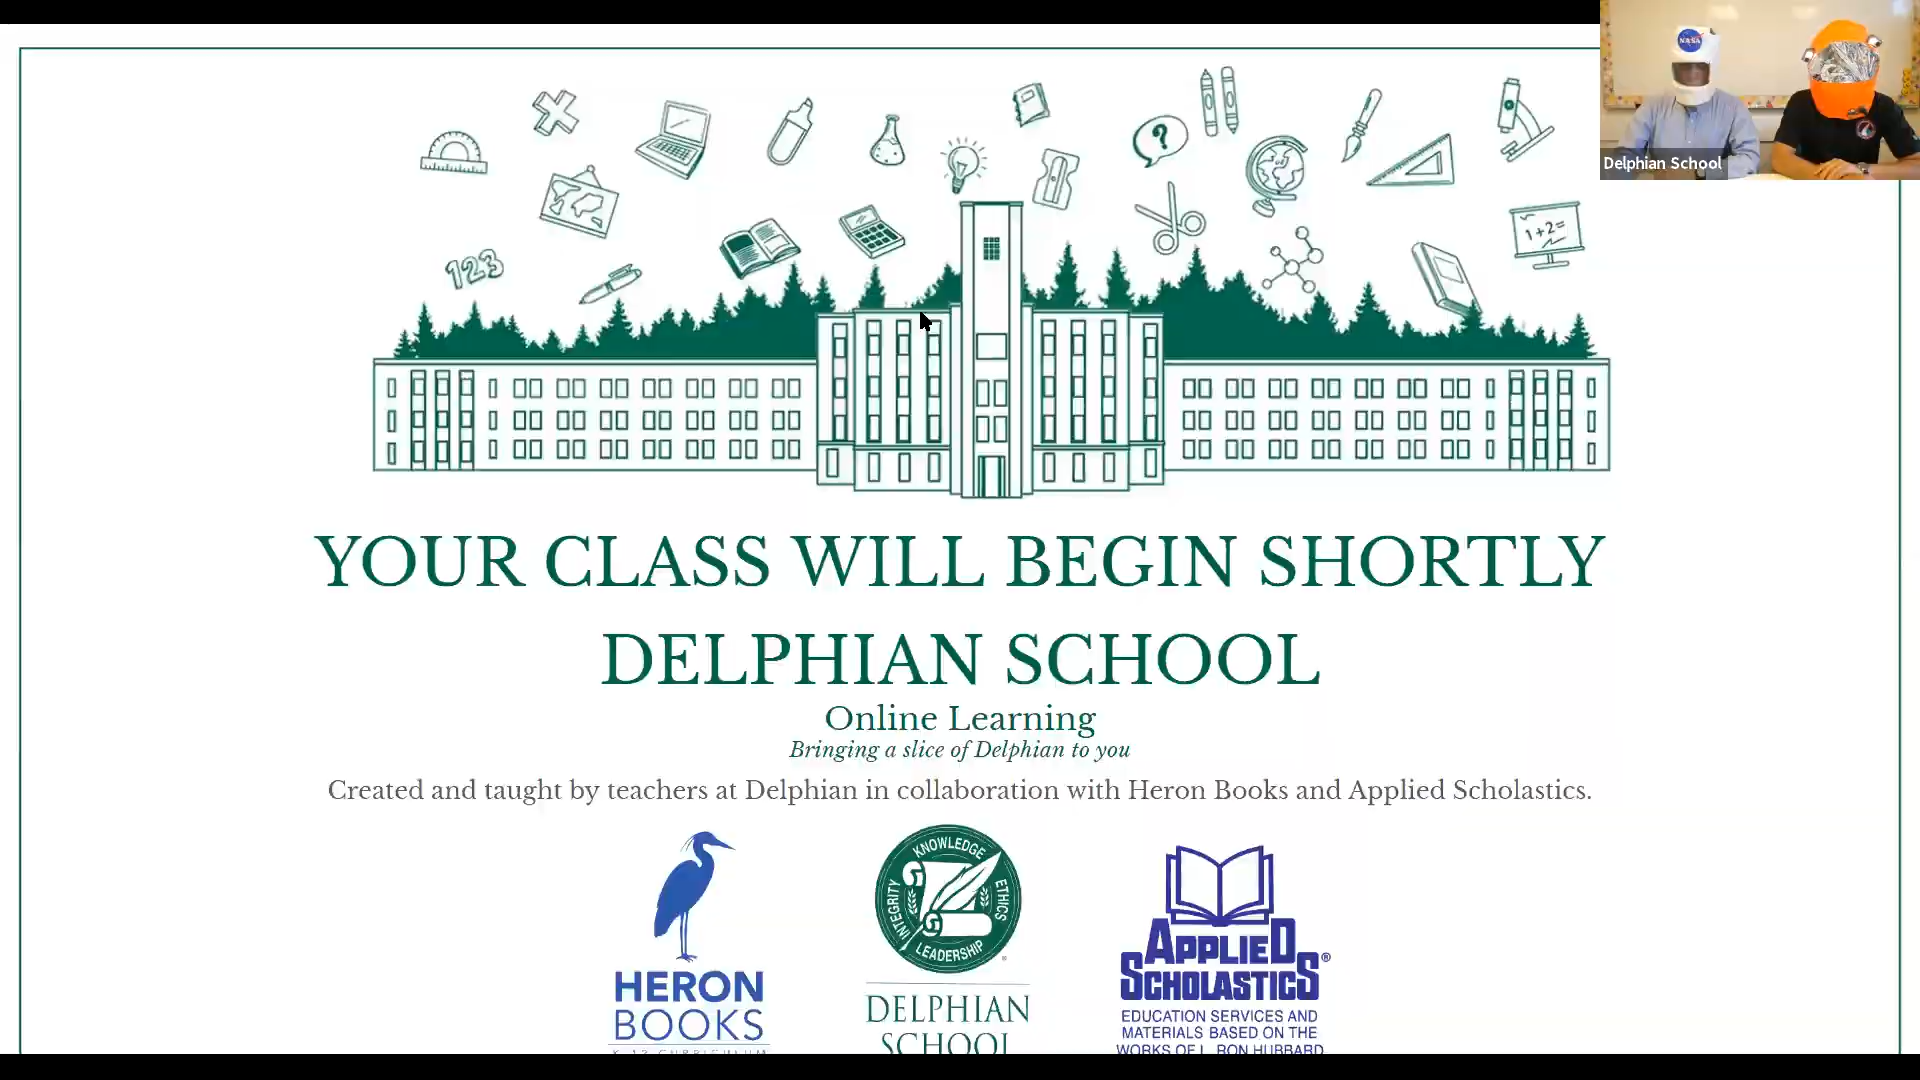 NASA
Delphian School
?
1+2=
123
YOUR CLASS WILL BEGIN SHORTLY
DELPHIAN SCHOOL
Online Learning
Bringing a slice of Delphian to you
Created and taught by teachers at Delphian in collaboration with Heron Books and Applied Scholastics.
HERON
BOOKS
INTEGRITY KNOWLEDGE ETHICS
LEADERSHIP
DELPHIAN
SCHOOL
APPLIED
SCHOLASTICS®
EDUCATION SERVICES AND
MATERIALS BASED ON THE
WORKS OF L. RON HUBBARD